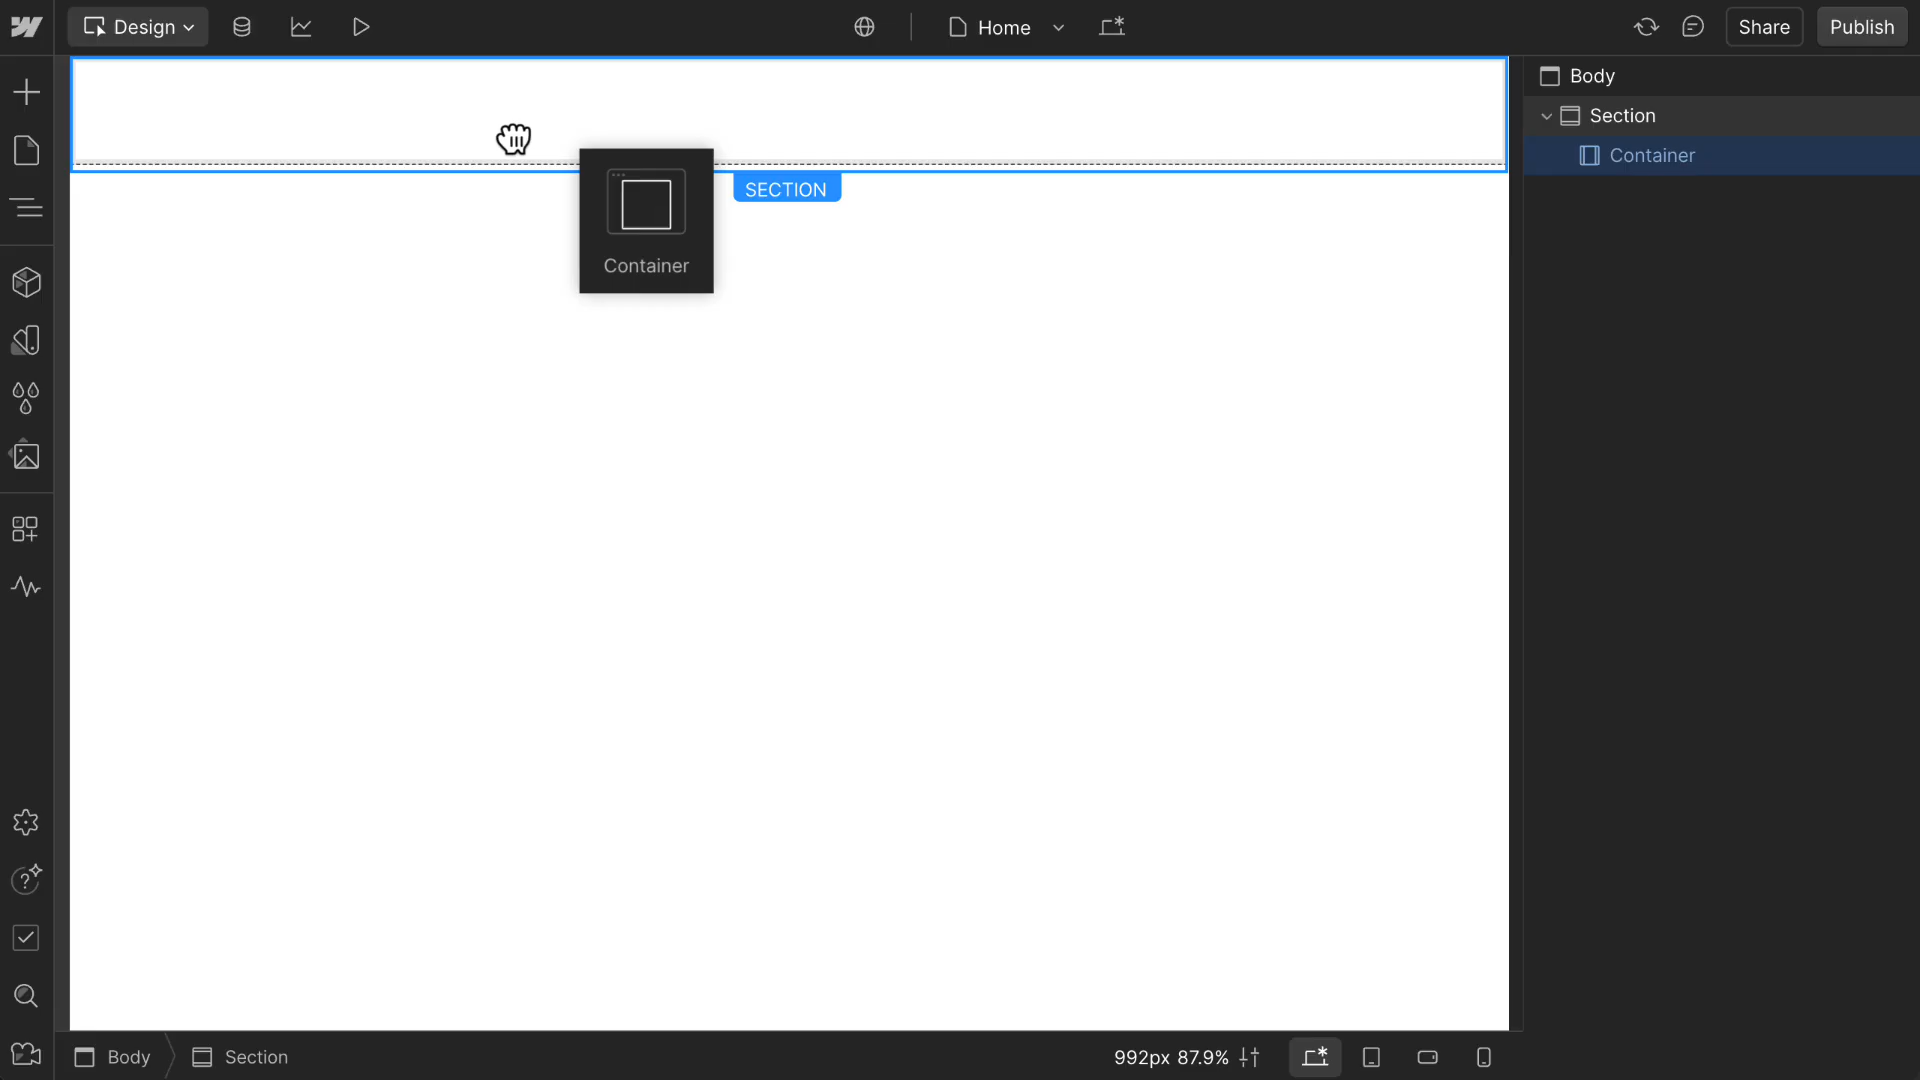 Design
Home
Share
Publish
Body
Section
Container
SECTION
Container
Body
Section
992px 87.9%